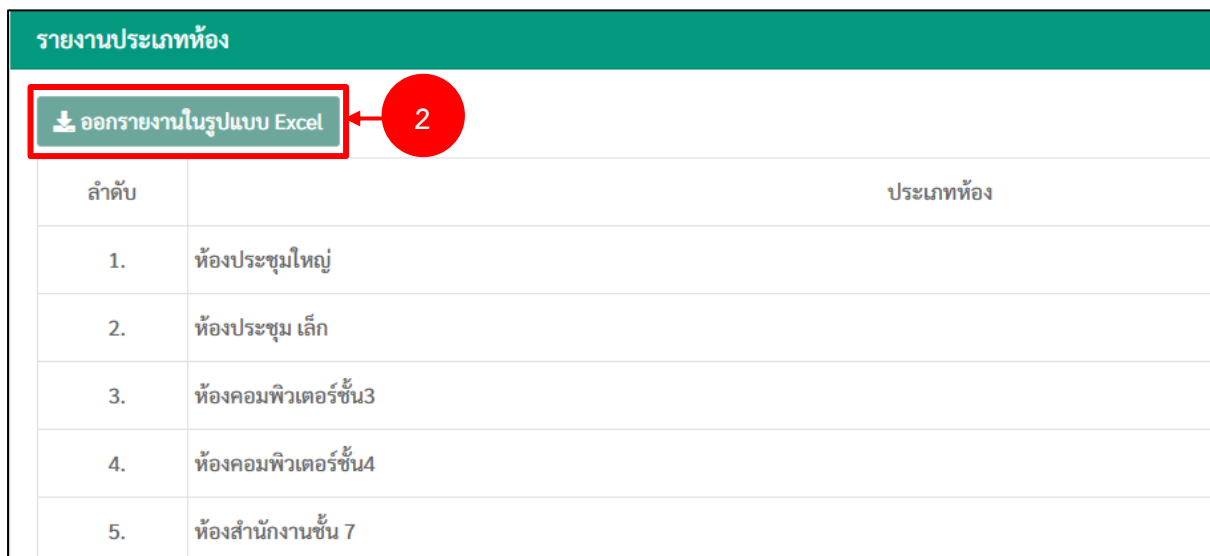 รายงานประเภทห้อง
ออกรายงานในรูปแบบ Excel 2
ลำดับ ประเภทห้อง
1. ห้องประชุมใหญ่
2. ห้องประชุม เล็ก
3. ห้องคอมพิวเตอร์ชั้น3
4. ห้องคอมพิวเตอร์ชั้น4
5. ห้องสำนักงานชั้น 7